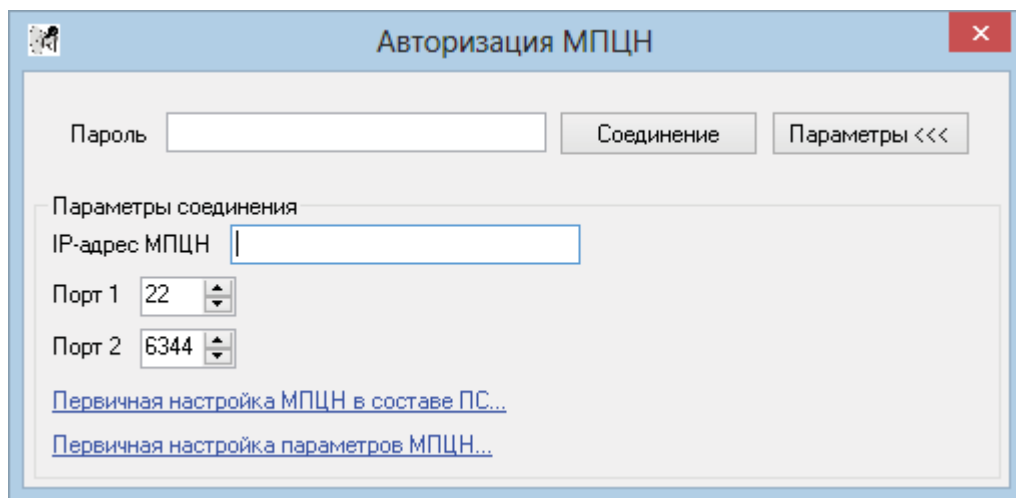 Авторизация МПЦН
Пароль Соединение Параметры <<<
Параметры соединения
IP-адрес МПЦН
Порт 1 22
Порт 2 6344
Первичная настройка МПЦН в составе ПС...
Первичная настройка параметров МПЦН...